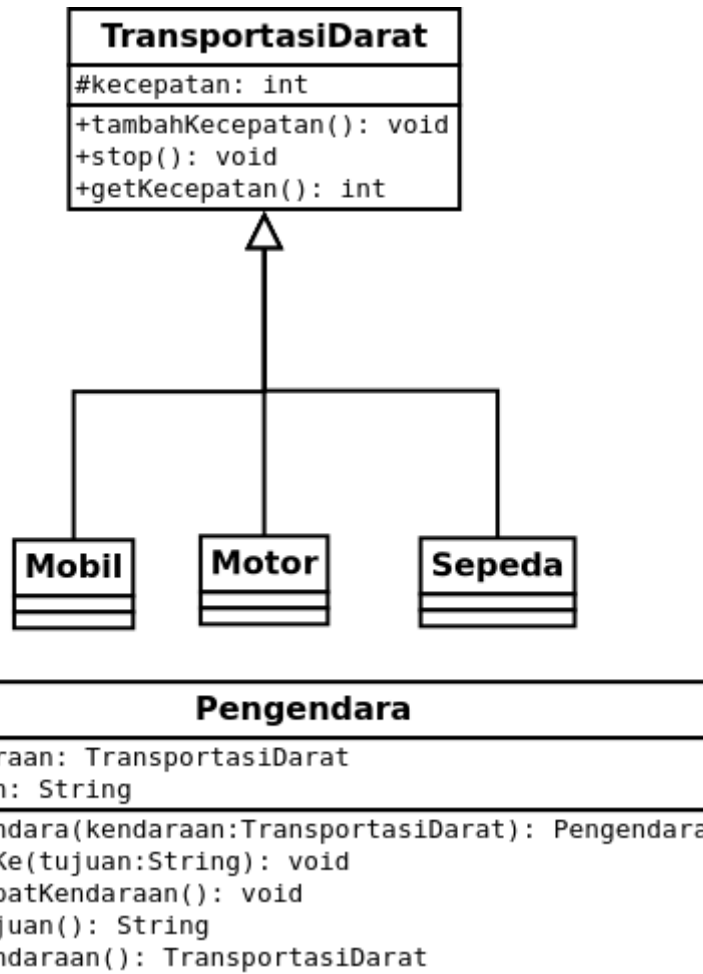 TransportasiDarat
#kecepatan: int
+tambahKecepatan(): void
+stop(): void
+getKecepatan(): int
Mobil
Motor
Sepeda
Pengendara
raan: TransportasiDarat
n: String
ndara(kendaraan:TransportasiDarat): Pengendara
Ke(tujuan:String): void
patKendaraan(): void
juan(): String
ndaraan(): TransportasiDarat